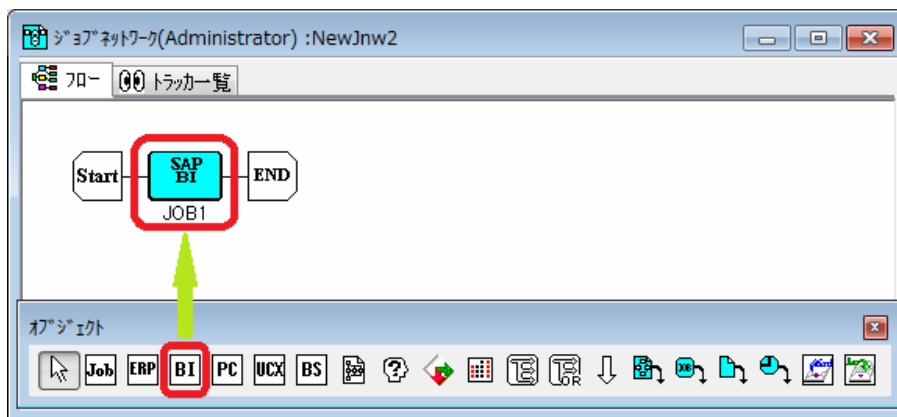 ｼﾞｮﾌﾞﾈｯﾄﾜｰｸ(Administrator) :NewJnw2
ﾌﾛｰ ﾄﾗｯｶ一覧
Start SAP BI END
JOB1
ｵﾌﾞｼﾞｪｸﾄ
Job ERP BI PC UCX BS OR